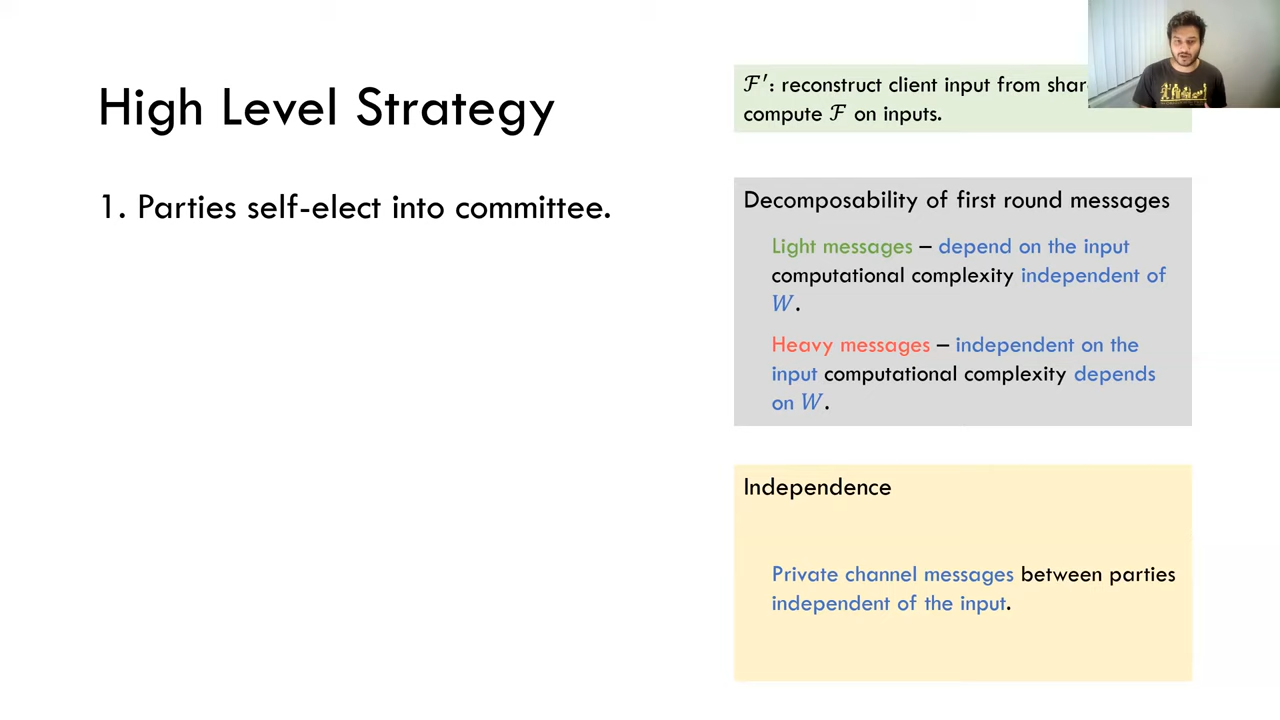 High Level Strategy
1. Parties self-elect into committee.
ℱ′: reconstruct client input from
compute ℱ on inputs.
Decomposability of first round messages
Light messages – depend on the input
computational complexity independent of
W.
Heavy messages – independent on the
input computational complexity depends
on W.
Independence
Private channel messages between parties
independent of the input.